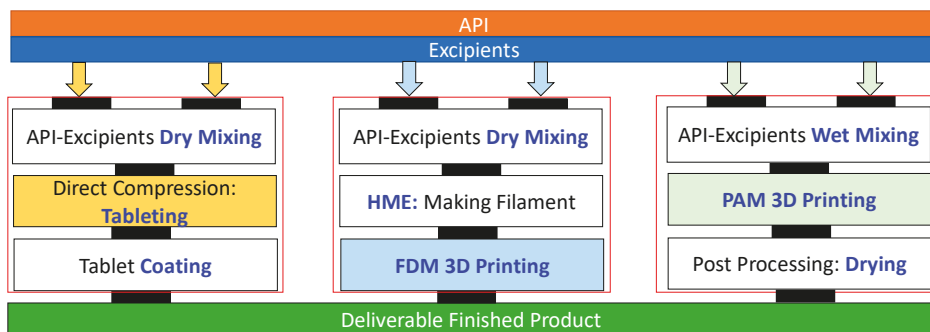 API
Excipients
API-Excipients Dry Mixing
Direct Compression:
Tableting
Tablet Coating
API-Excipients Dry Mixing
HME: Making Filament
FDM 3D Printing
API-Excipients Wet Mixing
PAM 3D Printing
Post Processing: Drying
Deliverable Finished Product